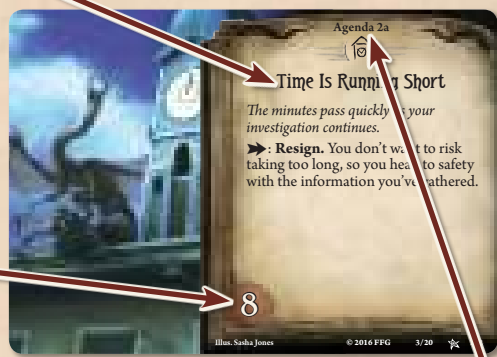 Agenda 2a
Time Is Running Short
The minutes pass quickly as your
investigation continues.
: Resign. You don't want to risk
taking too long, so you head to safety
with the information you've gathered.
8
Illus. Sasha Jones © 2016 FFG 3/20